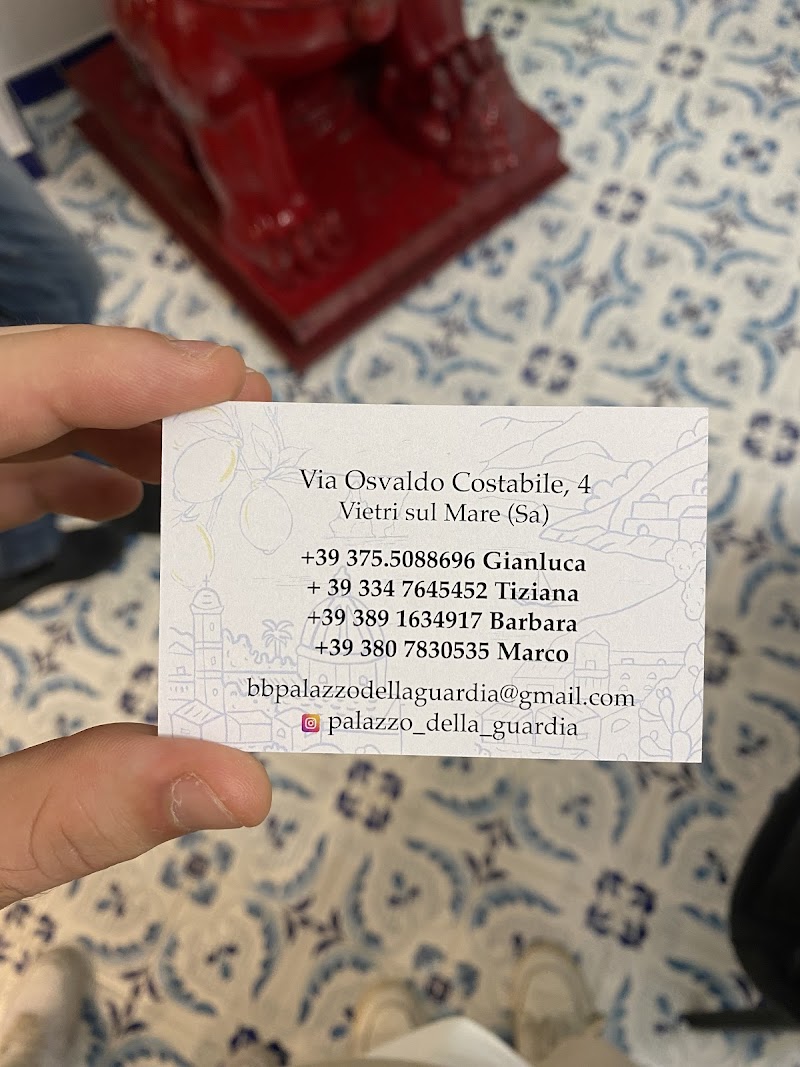 Via Osvaldo Costabile, 4
Vietri sul Mare (Sa)
+39 375.5088696 Gianluca
+ 39 334 7645452 Tiziana
+39 389 1634917 Barbara
+39 380 7830535 Marco
bbpalazzodellaguardia@gmail.com
palazzo_della_guardia